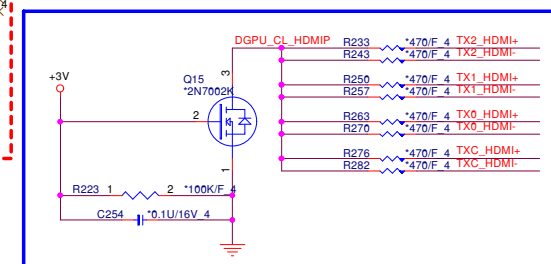 4
DGPU_CL_HDMIP
R233 *470/F_4 TX2_HDMI+
R243 *470/F_4 TX2_HDMI-
+3V
3
Q15
*2N7002K
R250 *470/F_4 TX1_HDMI+
R257 *470/F_4 TX1_HDMI-
2
R263 *470/F_4 TX0_HDMI+
R270 *470/F_4 TX0_HDMI-
1
R276 *470/F_4 TXC_HDMI+
R282 *470/F_4 TXC_HDMI-
R223 1 2 *100K/F_4
C254 *0.1U/16V_4